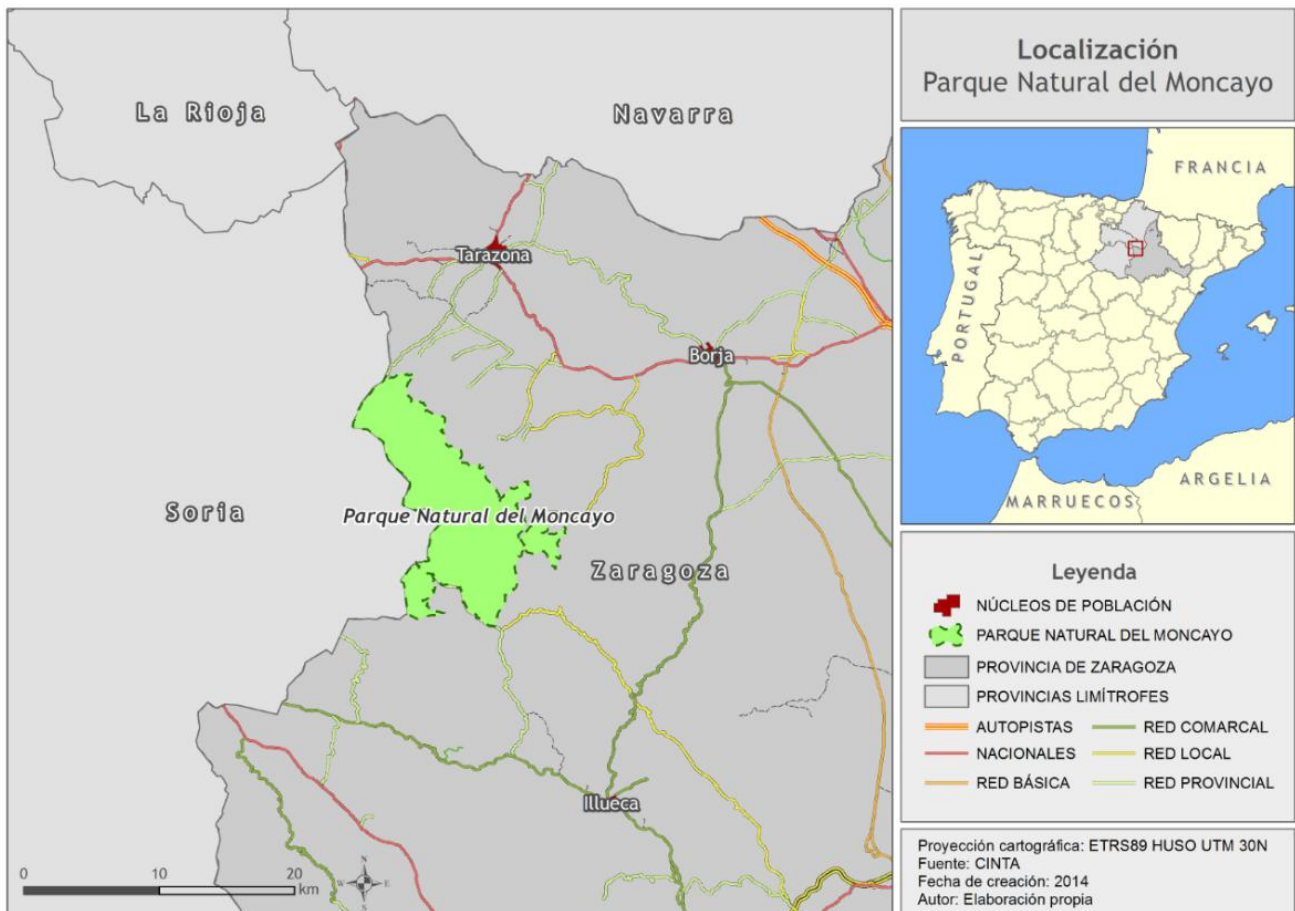 La Rioja
Navarra
Tarazona
Borja
Soria
Parque Natural del Moncayo
Zaragoza
Illueca
0 10 20
km
N
W E
S
Localización
Parque Natural del Moncayo
FRANCIA
PORTUGAL
ARGELIA
MARRUECOS
Leyenda
NÚCLEOS DE POBLACIÓN
PARQUE NATURAL DEL MONCAYO
PROVINCIA DE ZARAGOZA
PROVINCIAS LIMÍTROFES
AUTOPISTAS RED COMARCAL
NACIONALES RED LOCAL
RED BÁSICA RED PROVINCIAL
Proyección cartográfica: ETRS89 HUSO UTM 30N
Fuente: CINTA
Fecha de creación: 2014
Autor: Elaboración propia